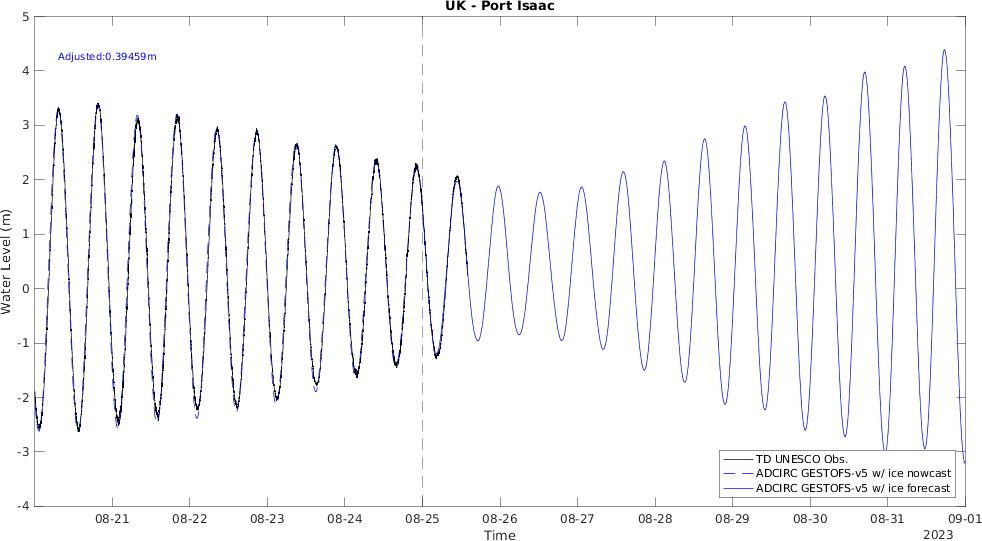 UK - Port Isaac
Adjusted:0.39459m
Water Level (m)
5
4
3
2
1
0
-1
-2
-3
-4
TD UNESCO Obs.
ADCIRC GESTOFS-v5 w/ ice nowcast
ADCIRC GESTOFS-v5 w/ ice forecast
08-21 08-22 08-23 08-24 08-25 08-26 08-27 08-28 08-29 08-30 08-31 09-01
Time
2023